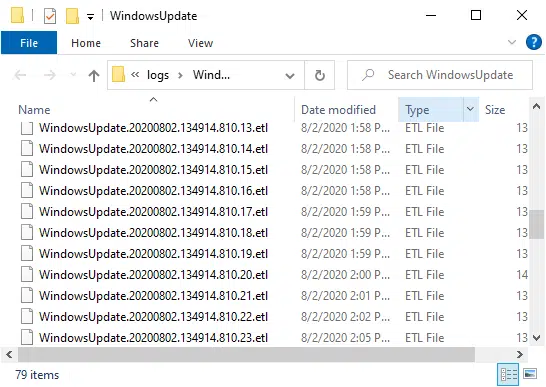 WindowsUpdate
File Home Share View
« logs › Wind... Search WindowsUpdate
Name Date modified Type Size
WindowsUpdate.20200802.134914.810.13.etl 8/2/2020 1:58 P... ETL File 13
WindowsUpdate.20200802.134914.810.14.etl 8/2/2020 1:58 P... ETL File 13
WindowsUpdate.20200802.134914.810.15.etl 8/2/2020 1:58 P... ETL File 13
WindowsUpdate.20200802.134914.810.16.etl 8/2/2020 1:58 P... ETL File 13
WindowsUpdate.20200802.134914.810.17.etl 8/2/2020 1:59 P... ETL File 13
WindowsUpdate.20200802.134914.810.18.etl 8/2/2020 1:59 P... ETL File 13
WindowsUpdate.20200802.134914.810.19.etl 8/2/2020 1:59 P... ETL File 13
WindowsUpdate.20200802.134914.810.20.etl 8/2/2020 2:00 P... ETL File 14
WindowsUpdate.20200802.134914.810.21.etl 8/2/2020 2:01 P... ETL File 13
WindowsUpdate.20200802.134914.810.22.etl 8/2/2020 2:02 P... ETL File 13
WindowsUpdate.20200802.134914.810.23.etl 8/2/2020 2:05 P... ETL File 13
79 items